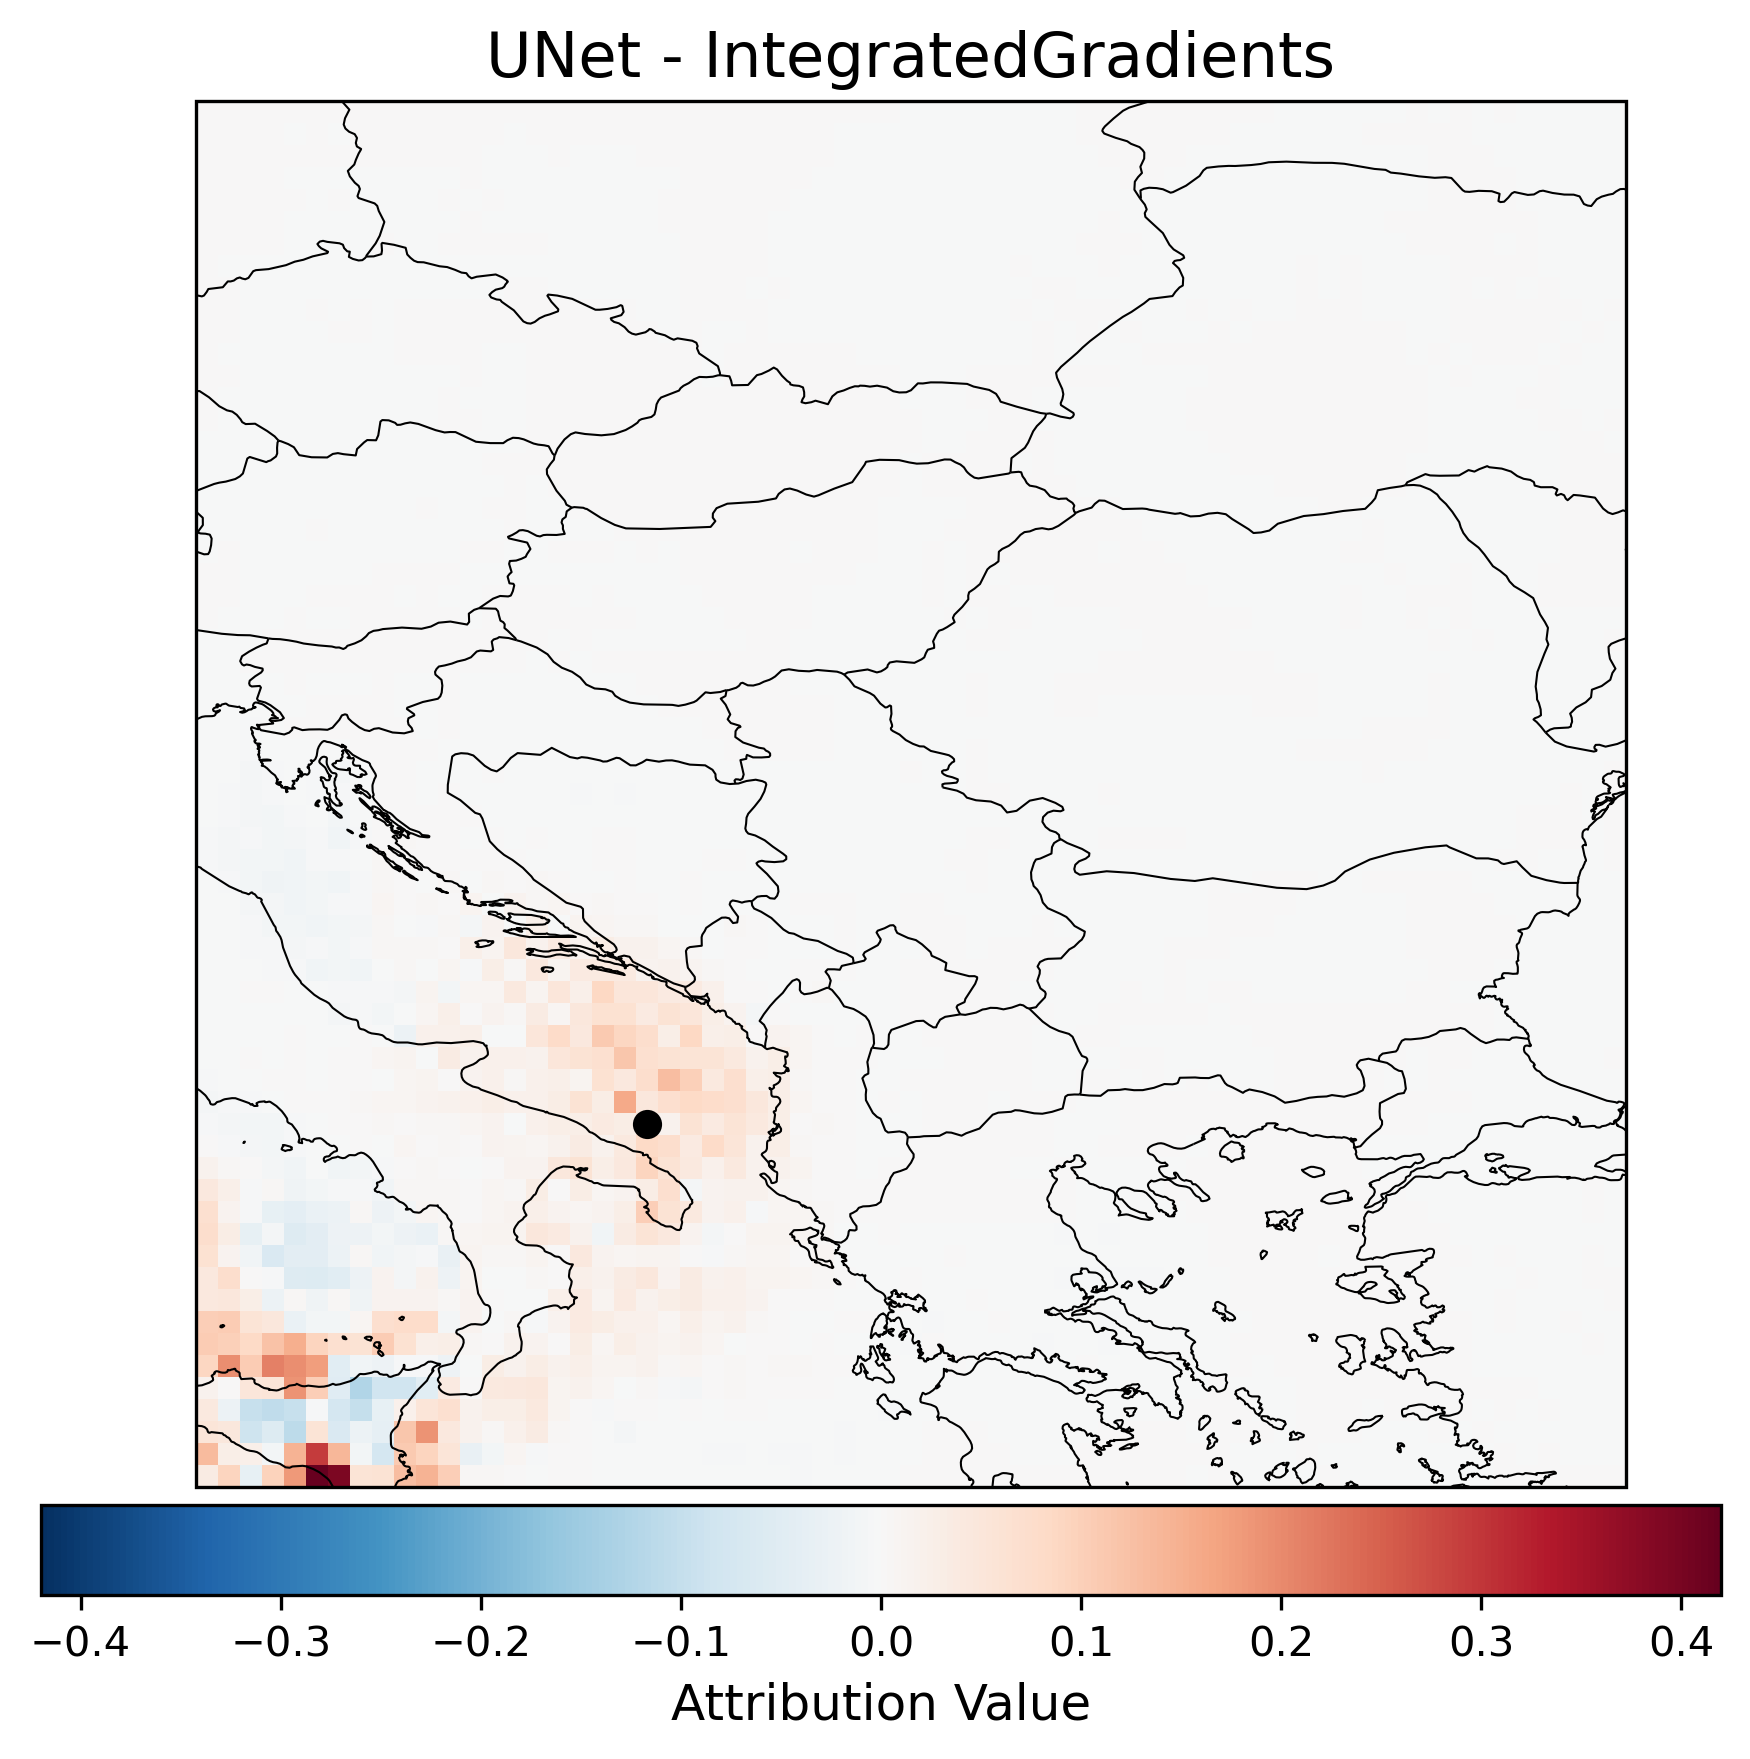 UNet - IntegratedGradients
−0.4 −0.3 −0.2 −0.1 0.0 0.1 0.2 0.3 0.4
Attribution Value